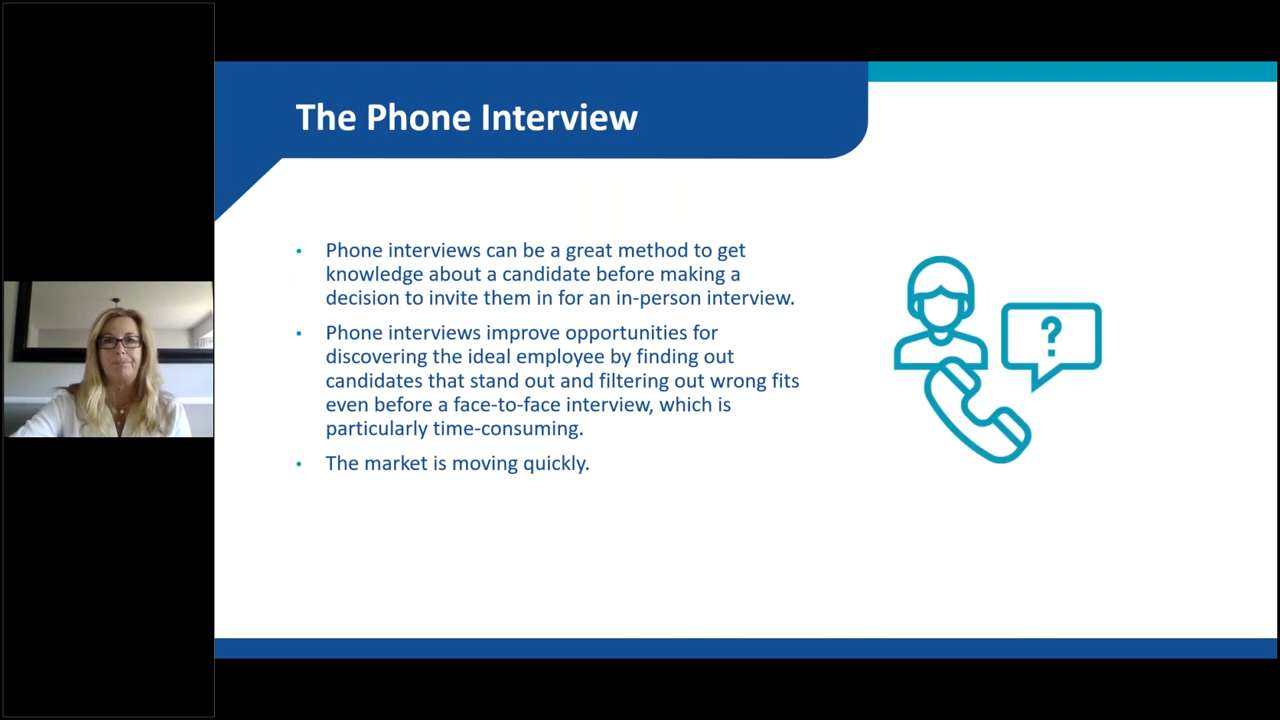 The Phone Interview
• Phone interviews can be a great method to get
knowledge about a candidate before making a
decision to invite them in for an in-person interview.
• Phone interviews improve opportunities for
discovering the ideal employee by finding out
candidates that stand out and filtering out wrong fits
even before a face-to-face interview, which is
particularly time-consuming.
• The market is moving quickly.
?